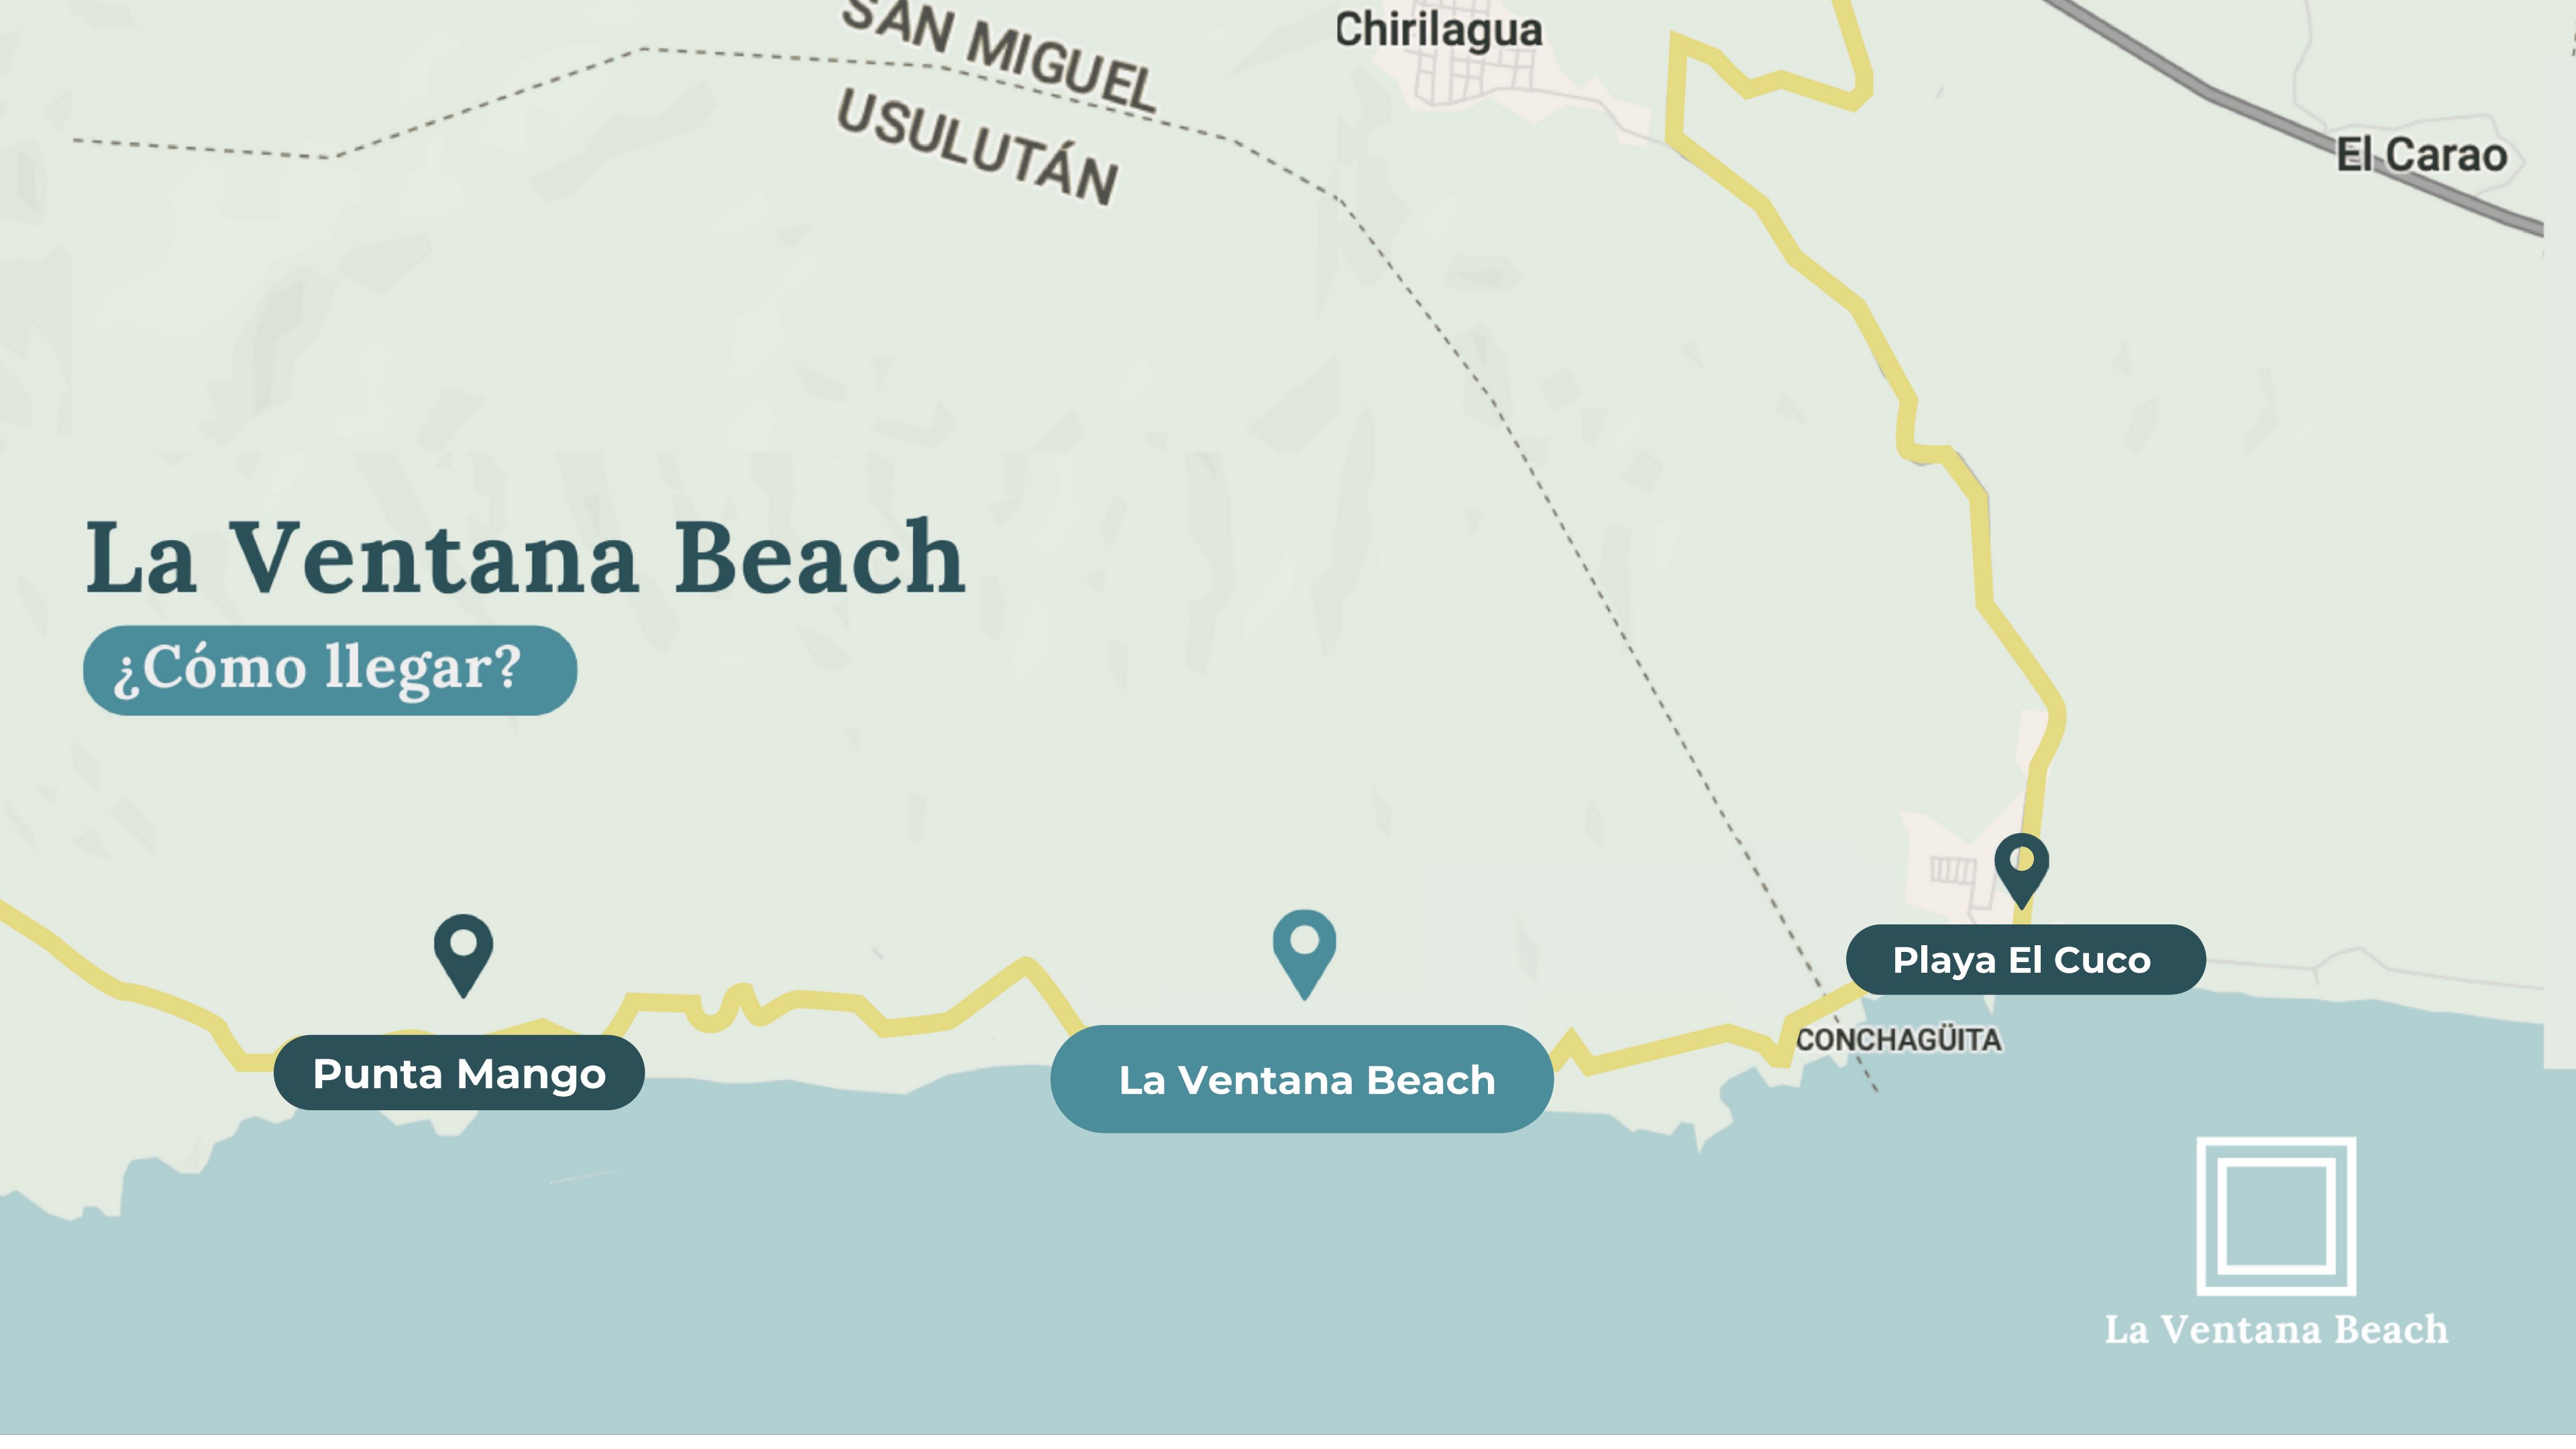 SAN MIGUEL
USULUTÁN
Chirilagua
El Carao
La Ventana Beach
¿Cómo llegar?
Playa El Cuco
CONCHAGÜITA
Punta Mango
La Ventana Beach
La Ventana Beach